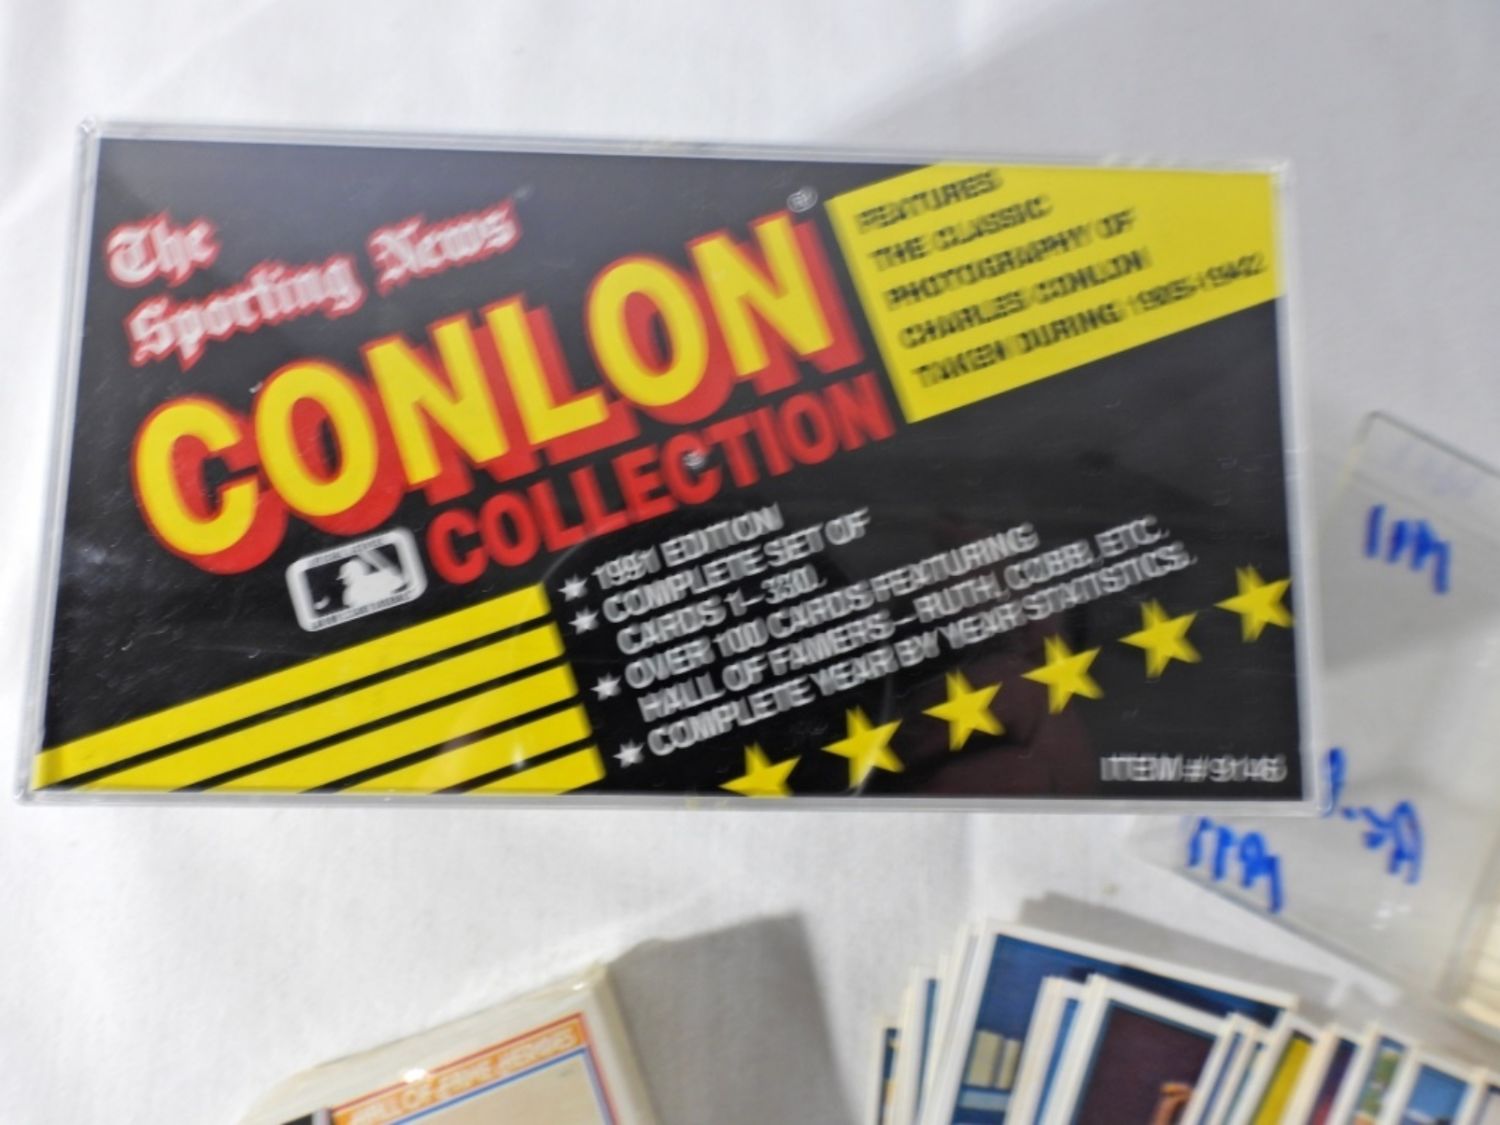 The
Sporting News
CONLON®
COLLECTION
FEATURES:
THE CLASSIC
PHOTOGRAPHY OF
CHARLES CONLON
TAKEN DURING 1905-1942
★ 1991 EDITION
★ COMPLETE SET OF
CARDS 1-330.
★ OVER 100 CARDS FEATURING
HALL OF FAMERS - RUTH, COBB, ETC.
★ COMPLETE YEAR BY YEAR STATISTICS.
ITEM # 9146
HALL OF FAME HEROES